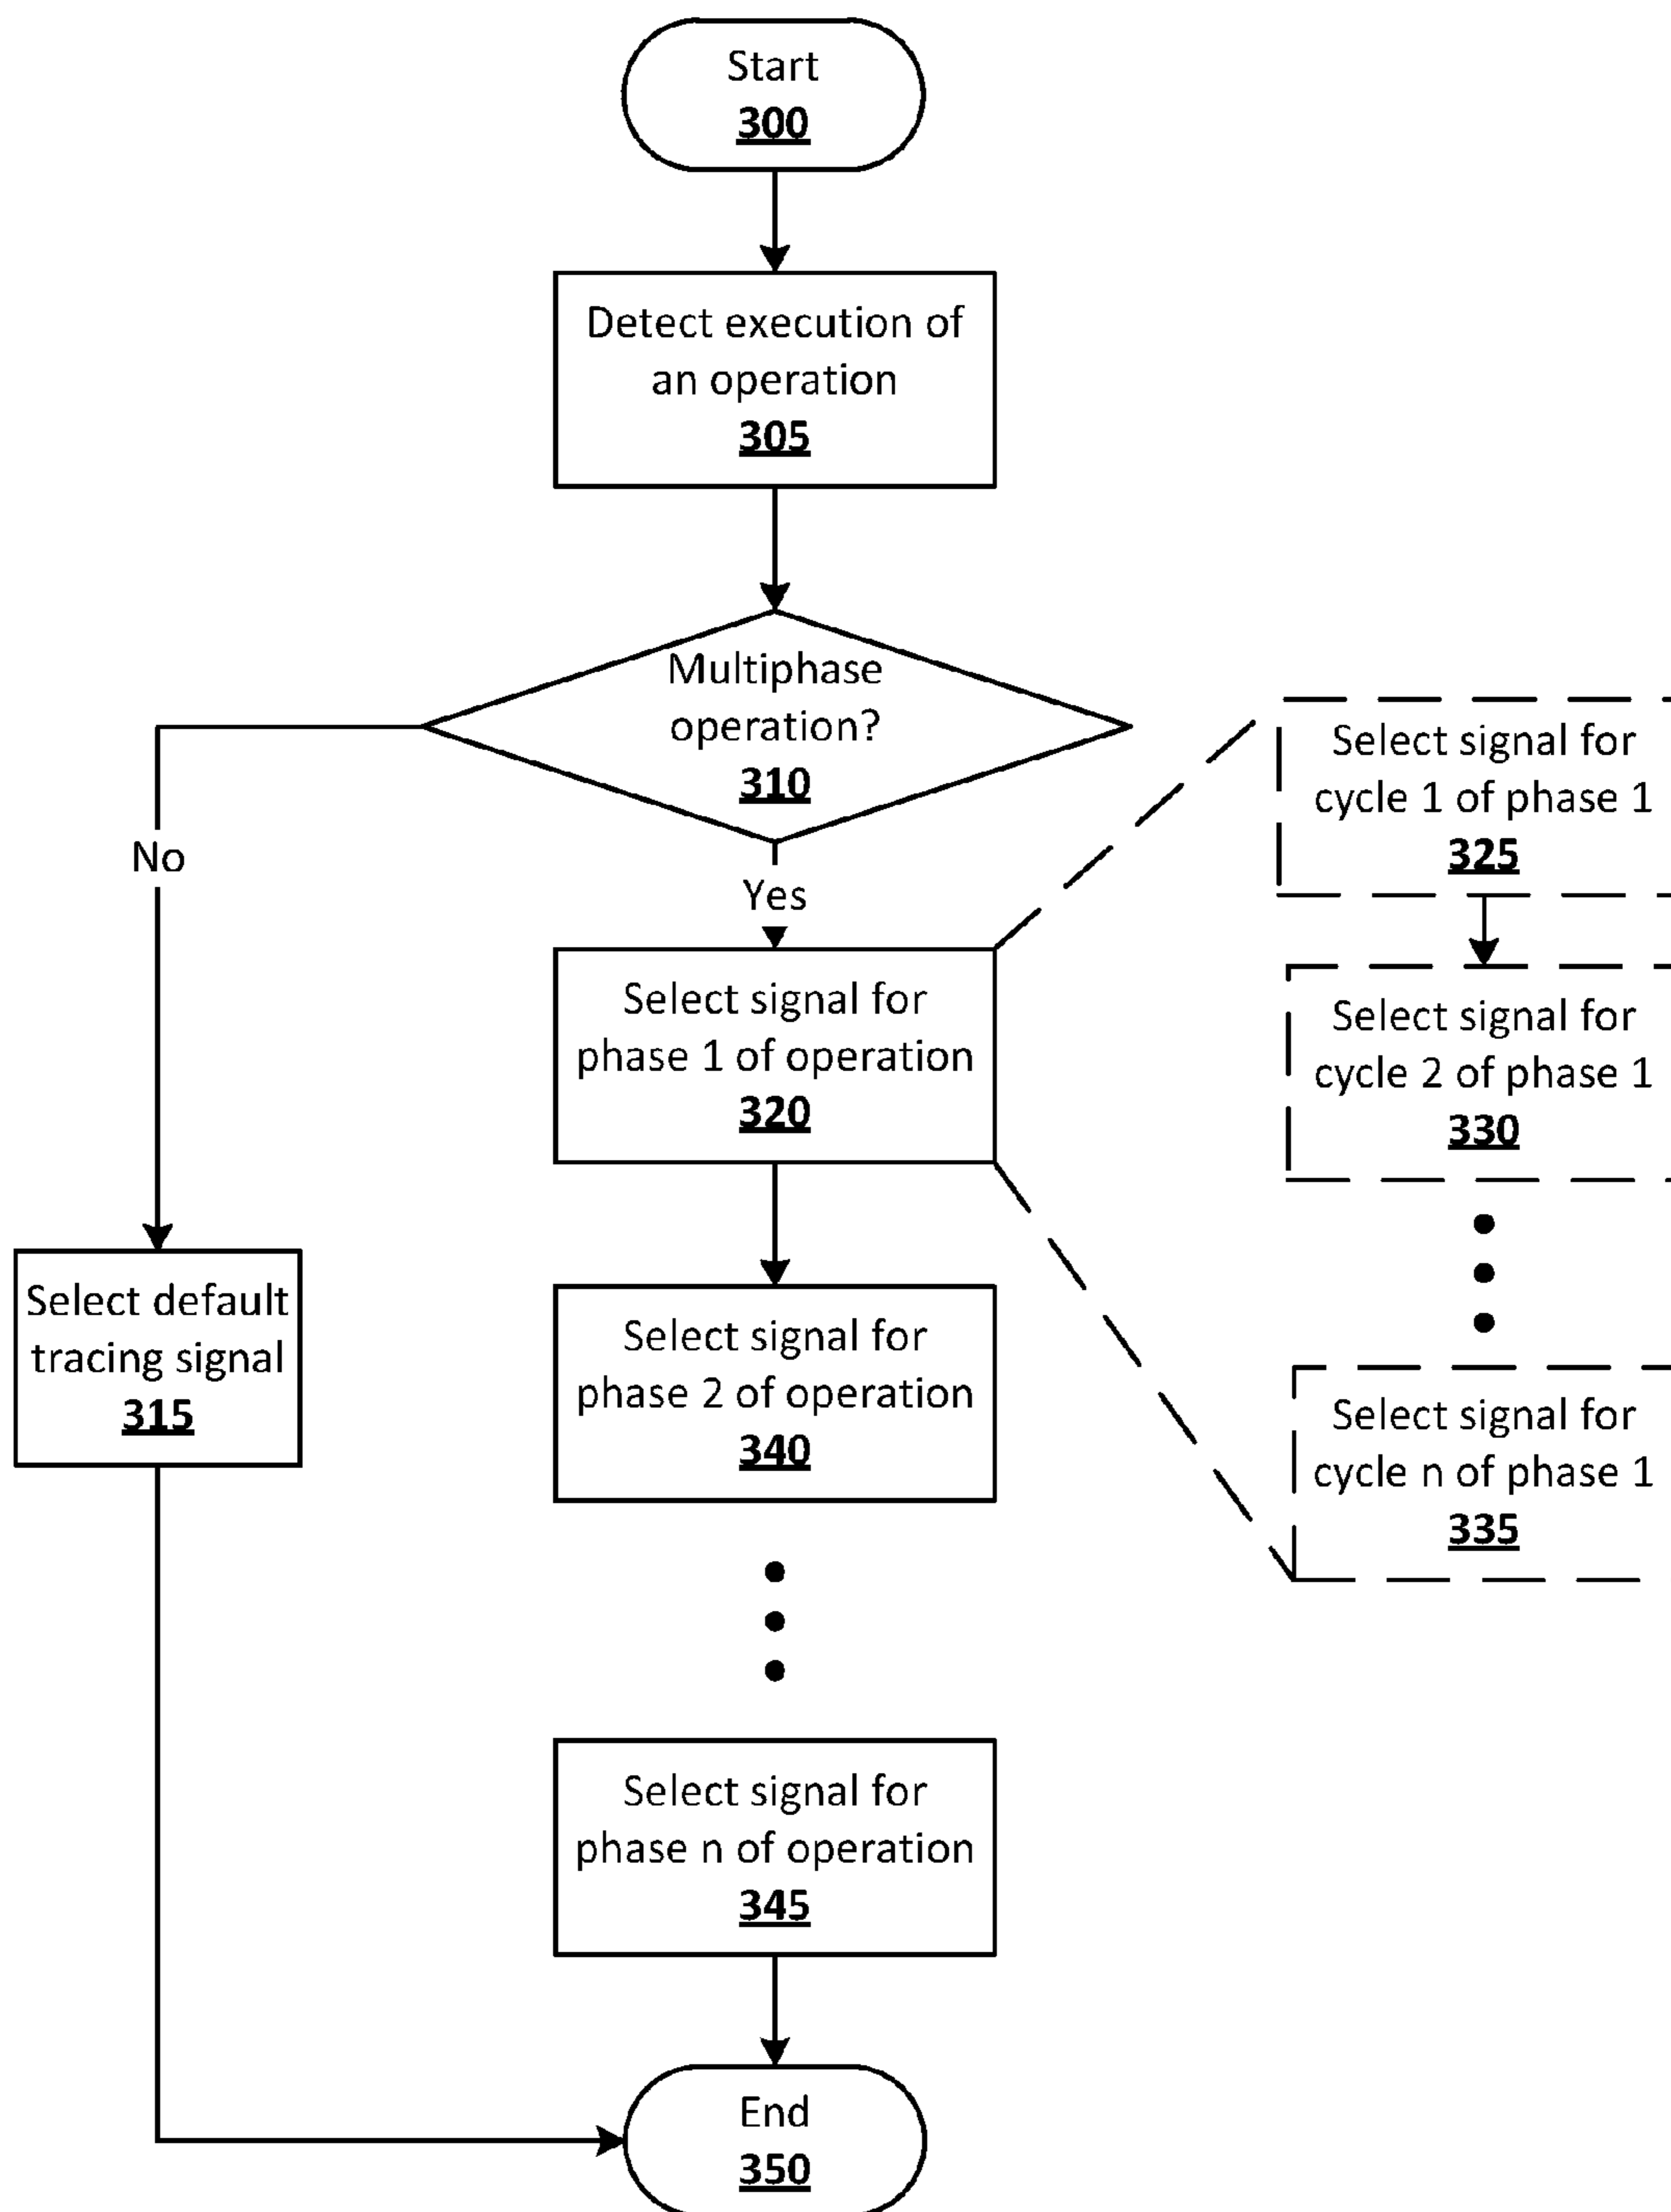 Start
300
Detect execution of
an operation
305
Multiphase
operation?
310
No
Yes
Select signal for
cycle 1 of phase 1
325
Select signal for
phase 1 of operation
320
Select signal for
cycle 2 of phase 1
330
Select default
tracing signal
315
Select signal for
phase 2 of operation
340
Select signal for
cycle n of phase 1
335
Select signal for
phase n of operation
345
End
350